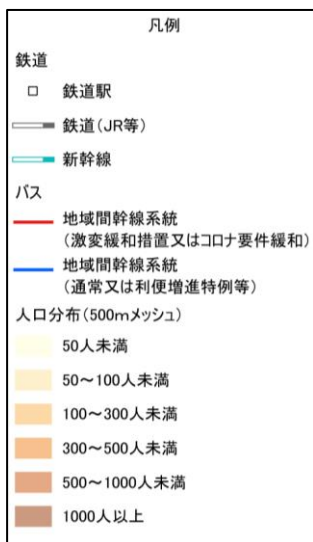 凡例
鉄道
鉄道駅
鉄道(JR等)
新幹線
バス
地域間幹線系統
(激変緩和措置又はコロナ要件緩和)
地域間幹線系統
(通常又は利便増進特例等)
人口分布(500mメッシュ)
50人未満
50～100人未満
100～300人未満
300～500人未満
500～1000人未満
1000人以上